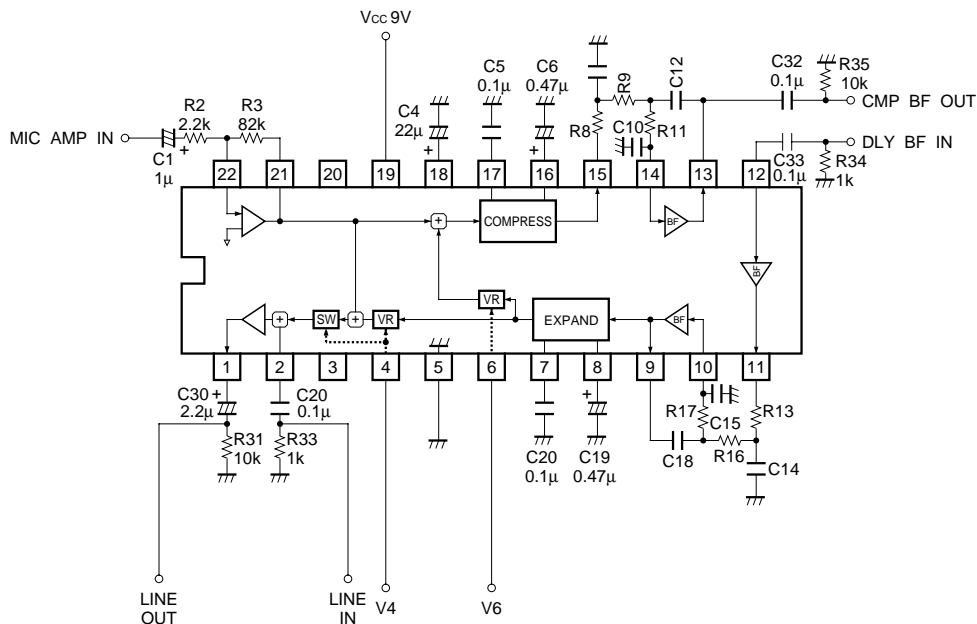 Vcc 9V
C5
0.1μ
C6
0.47μ
C4
22μ
+
+
R9
C12
C32
0.1μ
R35
10k
CMP BF OUT
R2
2.2k
R3
82k
MIC AMP IN
C1
1μ
+
R8
C10
R11
DLY BF IN
C33
0.1μ
R34
1k
22 21 20 19 18 17 16 15 14 13 12
+
COMPRESS
BF
BF
VR
+
SW
+
VR
EXPAND
BF
1 2 3 4 5 6 7 8 9 10 11
C30
2.2μ
+
C20
0.1μ
R31
10k
R33
1k
C20
0.1μ
+
C19
0.47μ
R17
C15
R13
C18
R16
C14
LINE
OUT
LINE
IN
V4
V6